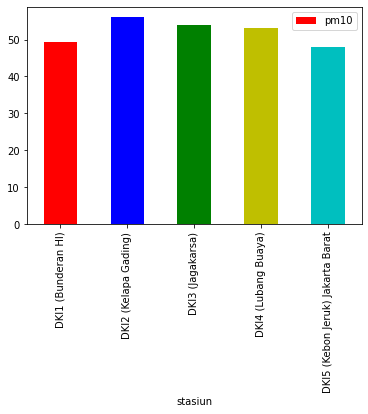 pm10
50
40
30
20
10
0
DKI1 (Bunderan HI)
DKI2 (Kelapa Gading)
DKI3 (Jagakarsa)
DKI4 (Lubang Buaya)
DKI5 (Kebon Jeruk) Jakarta Barat
stasiun